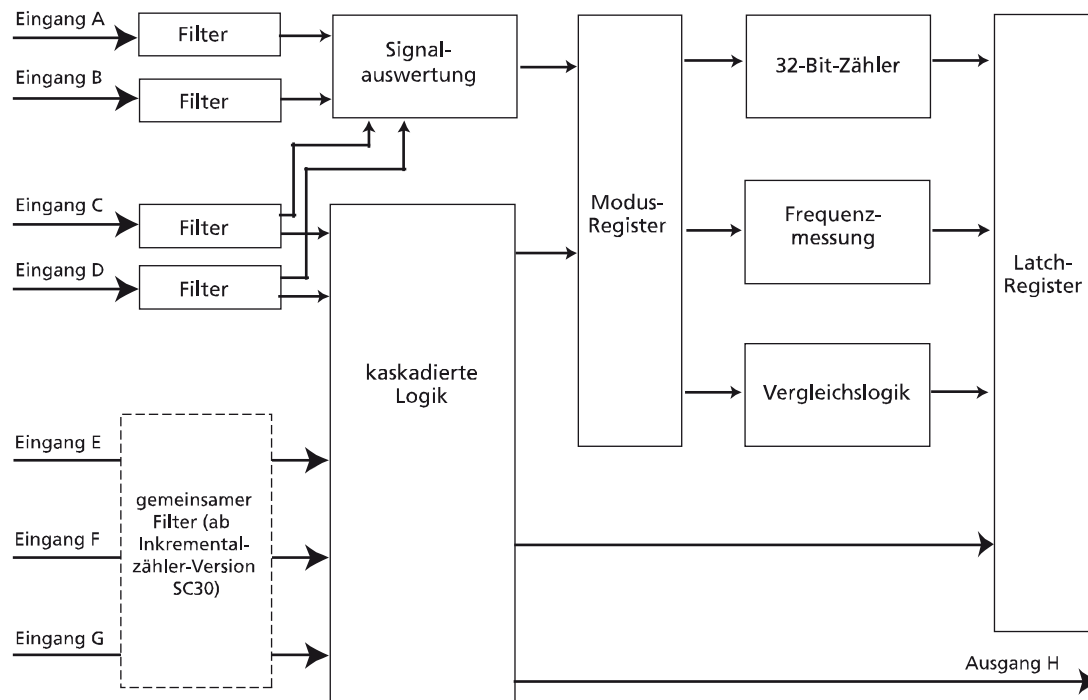 Eingang A
Filter
Signal-
auswertung
32-Bit-Zähler
Eingang B
Filter
Eingang C
Filter
Modus-
Register
Frequenz-
messung
Eingang D
Filter
Latch-
Register
kaskadierte
Logik
Vergleichslogik
Eingang E
gemeinsamer
Filter (ab
Inkremental-
zähler-Version
SC30)
Eingang F
Eingang G
Ausgang H